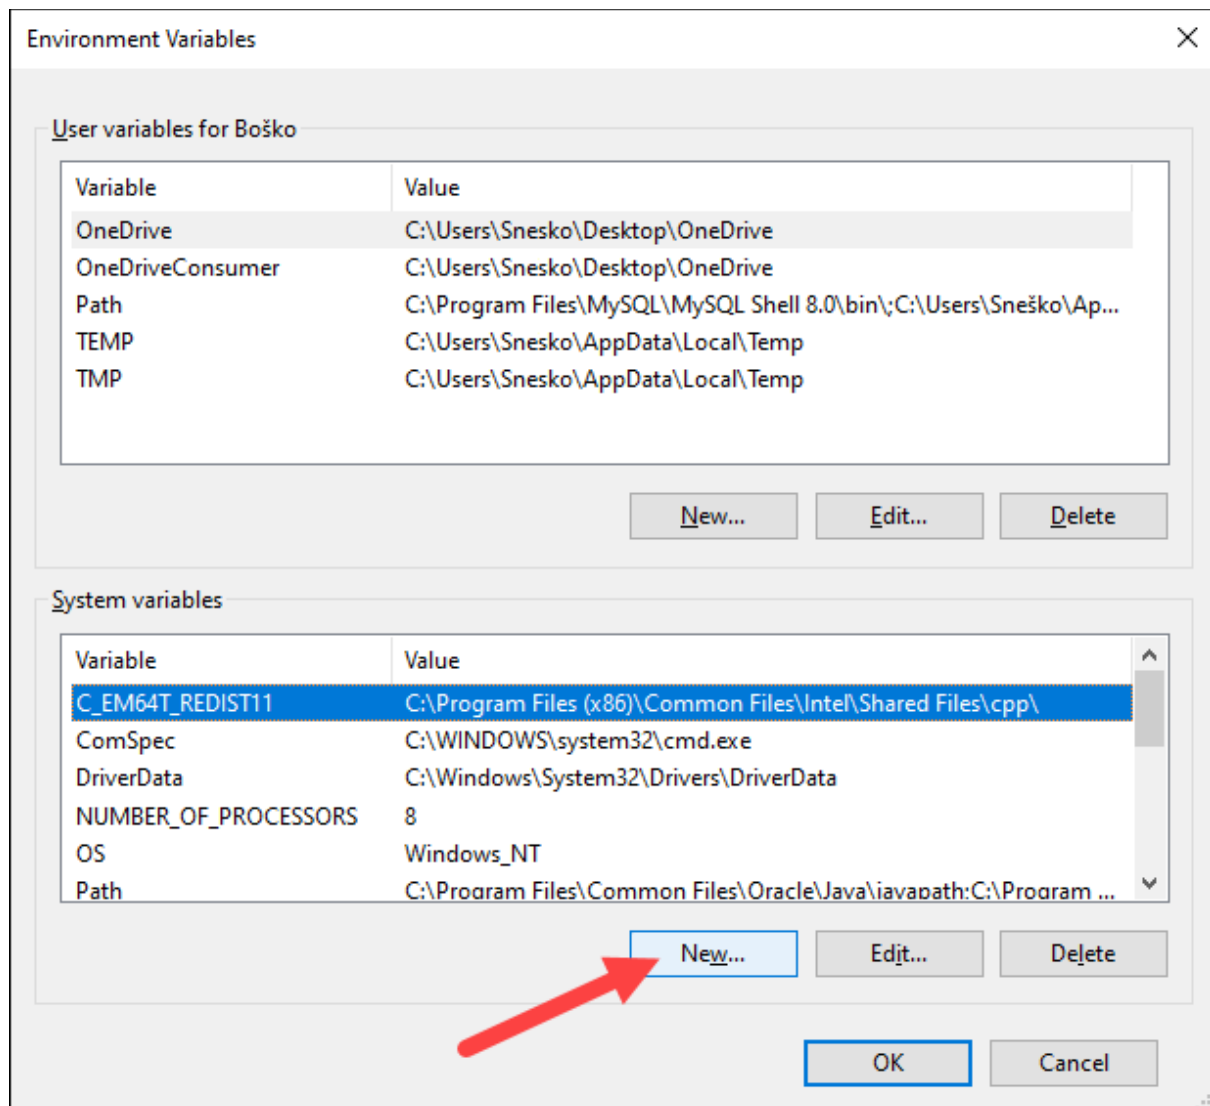 Environment Variables
User variables for Boško
Variable Value
OneDrive C:\Users\Snesko\Desktop\OneDrive
OneDriveConsumer C:\Users\Snesko\Desktop\OneDrive
Path C:\Program Files\MySQL\MySQL Shell 8.0\bin\;C:\Users\Sneško\Ap...
TEMP C:\Users\Snesko\AppData\Local\Temp
TMP C:\Users\Snesko\AppData\Local\Temp
New... Edit... Delete
System variables
Variable Value
C_EM64T_REDIST11 C:\Program Files (x86)\Common Files\Intel\Shared Files\cpp\
ComSpec C:\WINDOWS\system32\cmd.exe
DriverData C:\Windows\System32\Drivers\DriverData
NUMBER_OF_PROCESSORS 8
OS Windows_NT
Path C:\Program Files\Common Files\Oracle\Java\javapath;C:\Program ...
New... Edit... Delete
OK Cancel